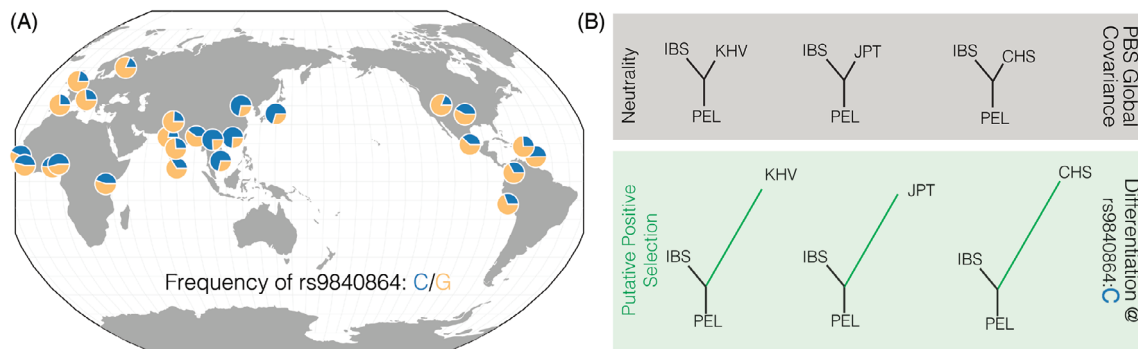 (A)
Frequency of rs9840864: C/G
(B)
Neutrality
IBS KHV
PEL
IBS JPT
PEL
IBS CHS
PEL
PBS Global
Covariance
Putative Positive
Selection
KHV
IBS
PEL
JPT
IBS
PEL
CHS
IBS
PEL
Differentiation @
rs9840864:C